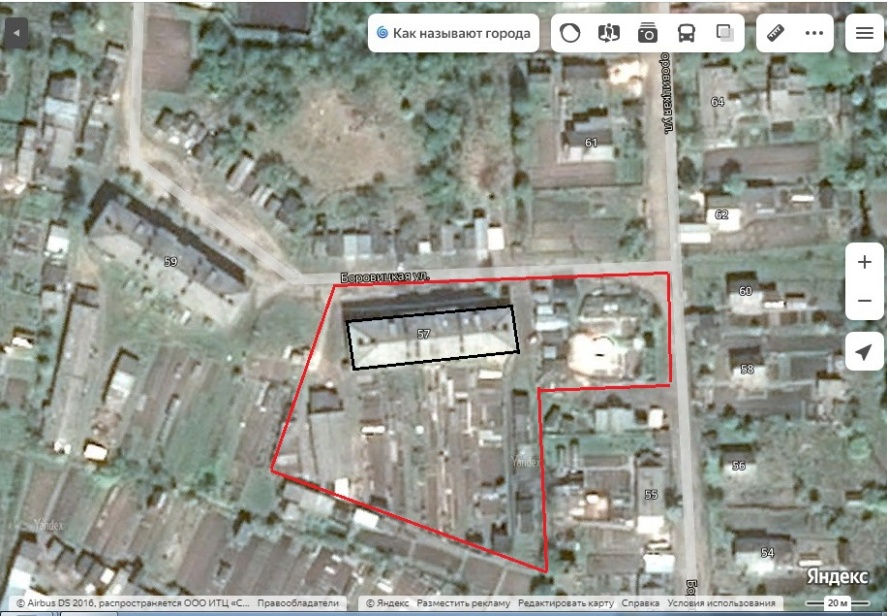 Как называют города
оровицкая ул.
64
61
62
59
Боровицкая ул.
60
57
58
Yandex
56
55
Yandex
54
Яндекс
Бо
© Airbus DS 2016, распространяется ООО ИТЦ «С... Правообладатели © Яндекс Разместить рекламу Редактировать карту Справка Условия использования 20 м